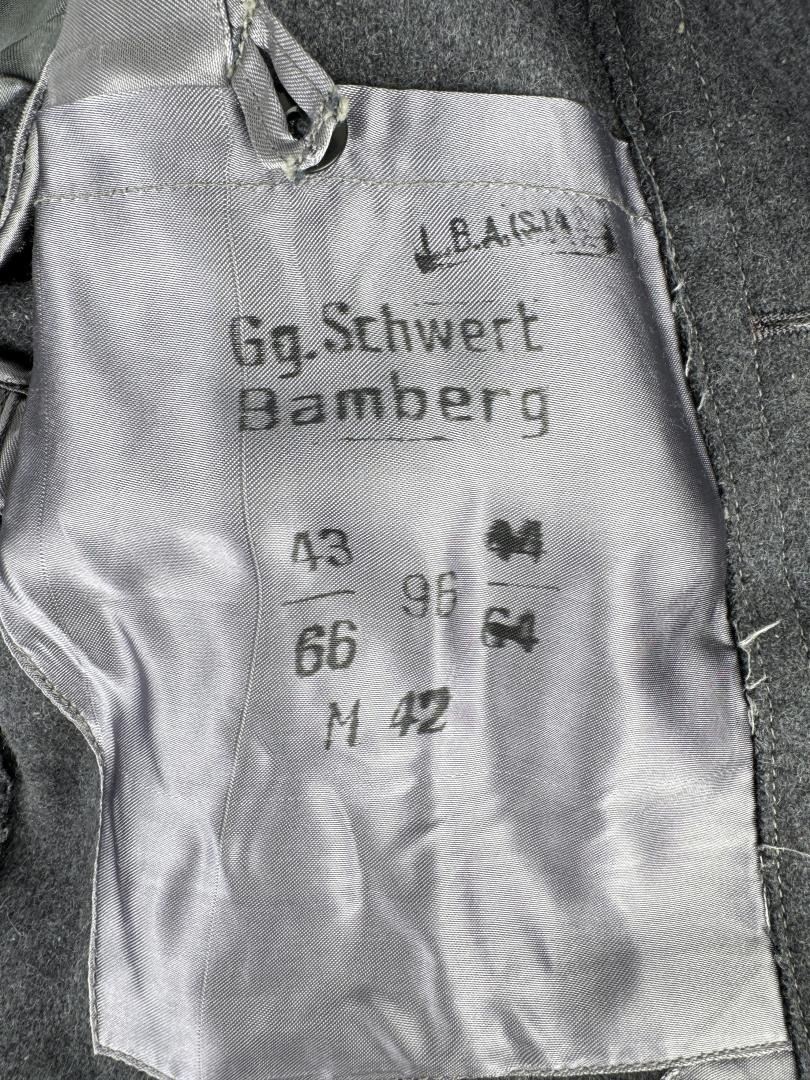 L.B.A.(S.)4
Gg. Schwert
Bamberg
43 44
96
66 64
M 42